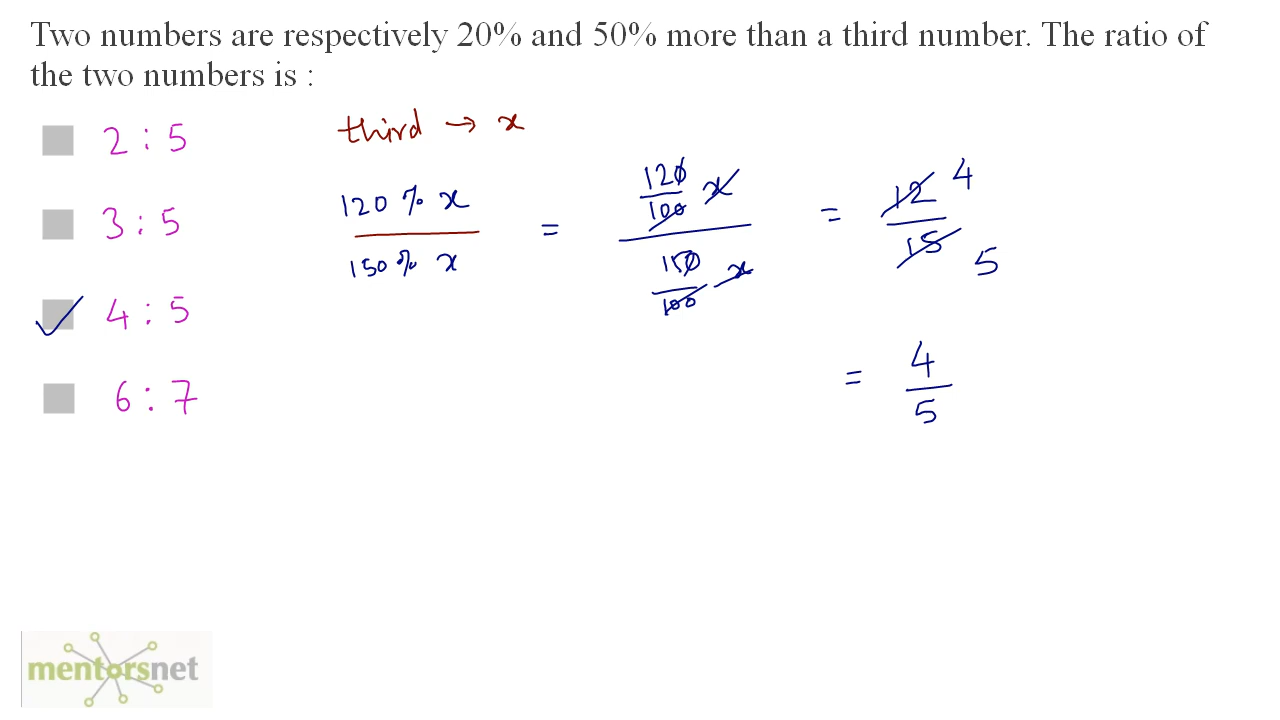 Two numbers are respectively 20% and 50% more than a third number. The ratio of
the two numbers is :
2 : 5
3 : 5
4 : 5
6 : 7
third → x
120 % x
150 % x
=
120
100
x
150
100
x
=
12 4
15 5
=
4
5
mentorsnet